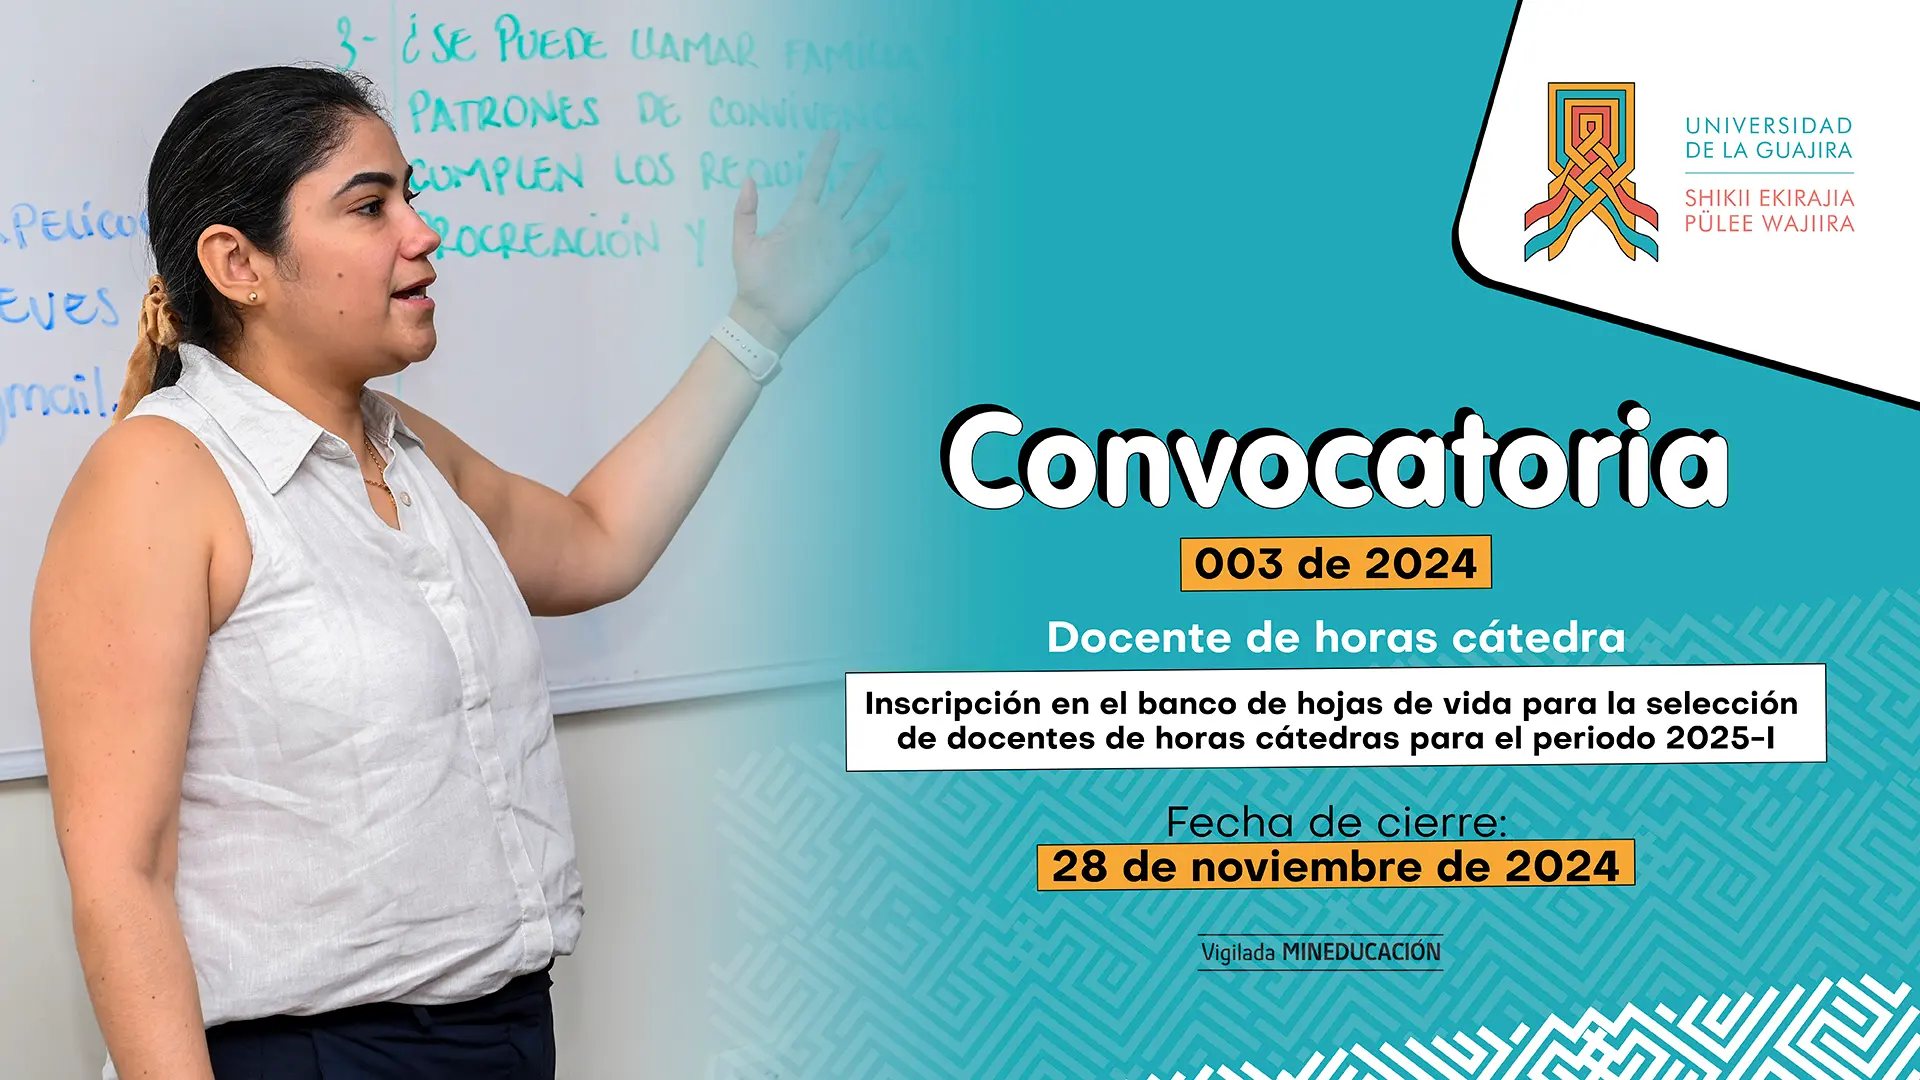 3- ¿SE PUEDE LLAMAR FAMILIA
PATRONES DE CONVIVENCIA
CUMPLEN LOS REQUI
PROCREACIÓN Y
EVES
gmail.
UNIVERSIDAD
DE LA GUAJIRA
SHIKII EKIRAJIA
PÜLEE WAJIIRA
Convocatoria
003 de 2024
Docente de horas cátedra
Inscripción en el banco de hojas de vida para la selección
de docentes de horas cátedras para el periodo 2025-I
Fecha de cierre:
28 de noviembre de 2024
Vigilada MINEDUCACIÓN